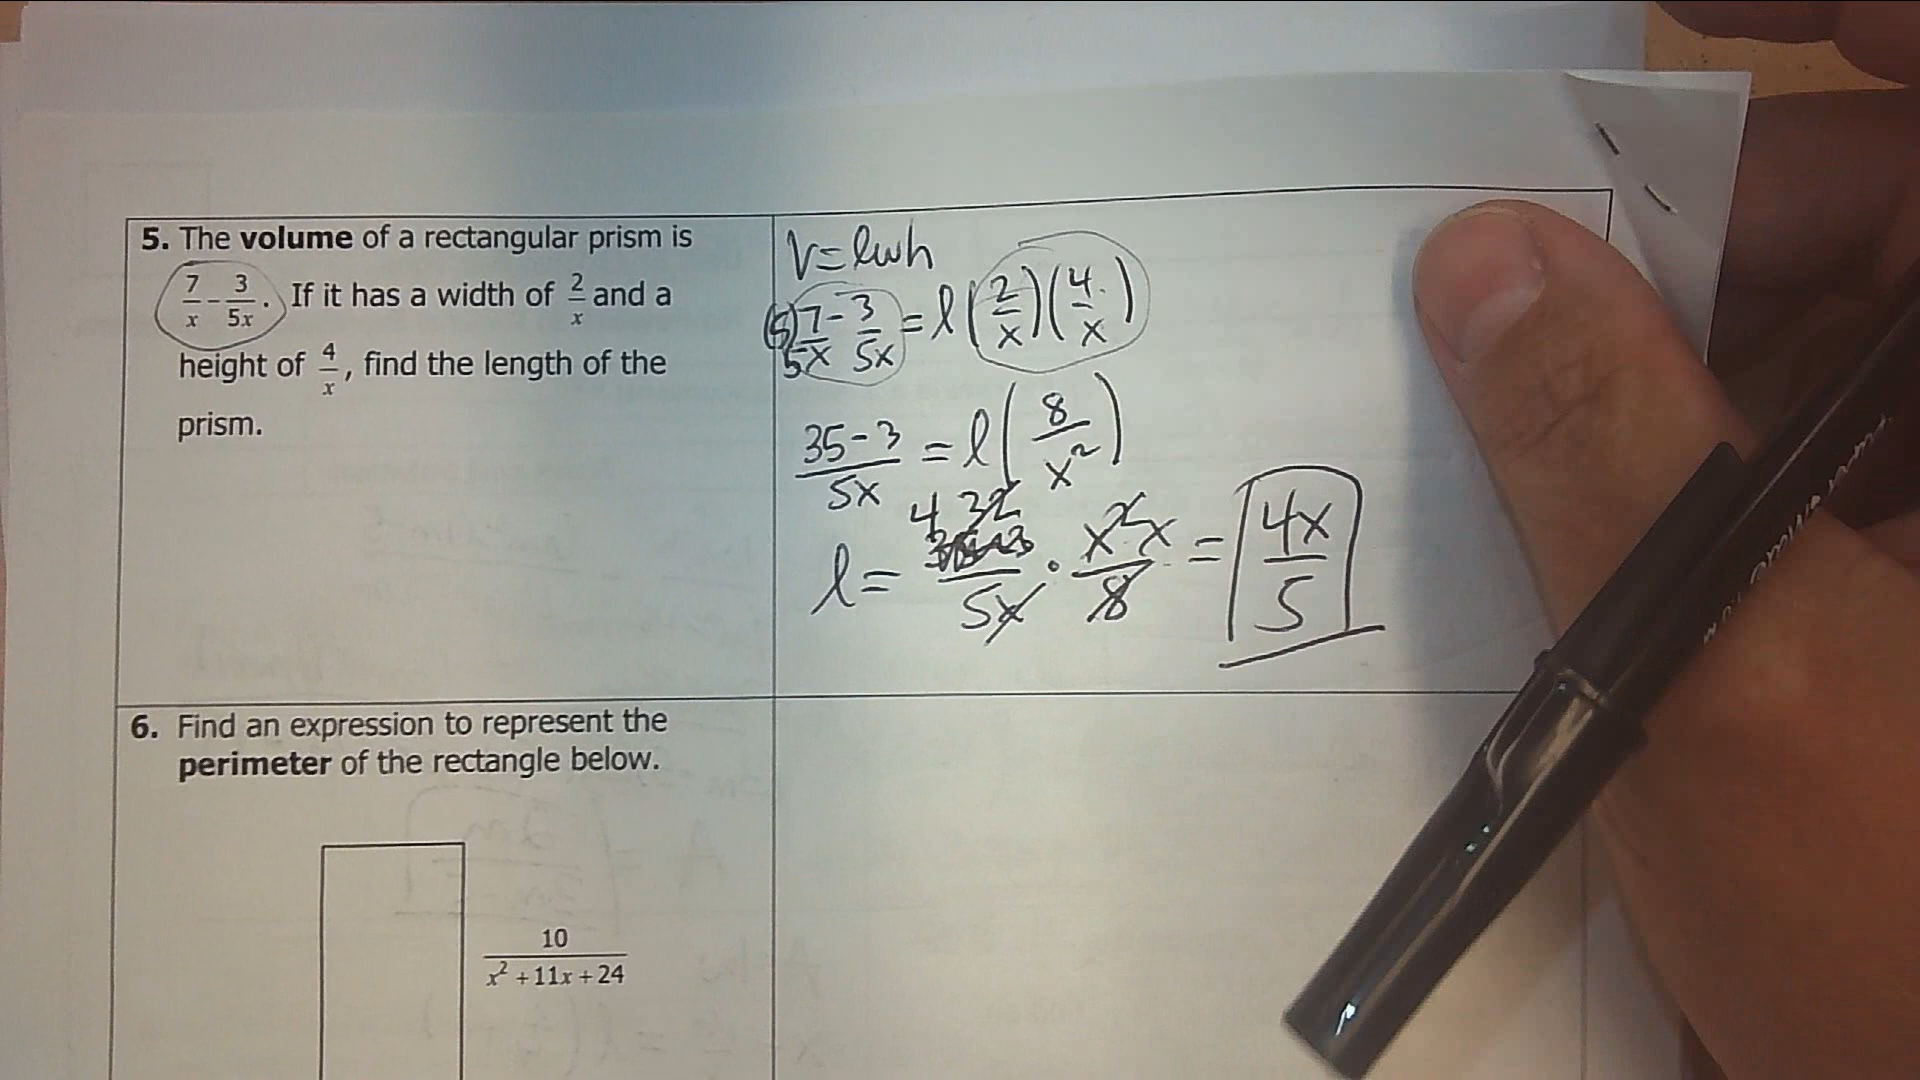 5. The volume of a rectangular prism is
7/x - 3/5x. If it has a width of 2/x and a
height of 4/x, find the length of the
prism.
V = lwh
(5)7/5x - 3/5x = l(2/x)(4/x)
35-3/5x = l(8/x²)
l = 4 32/5x · x² x/8 = 4x/5
6. Find an expression to represent the
perimeter of the rectangle below.
10/x² + 11x + 24